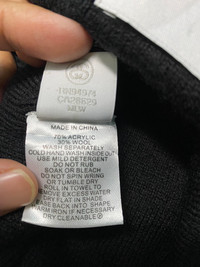 CA28829
MADE IN CHINA
70% ACRYLIC
30% WOOL
WASH SEPARATELY
COLD HAND WASH INSIDE OUT
USE MILD DETERGENT
DO NOT RUB
SOAK OR BLEACH
DO NOT SPIN WRING
OR TUMBLE DRY
ROLL IN TOWEL TO
REMOVE EXCESS WATER
DRY FLAT IN SHADE
EASE BACK INTO SHAPE
WARM IRON IF NECESSARY
DRY CLEANABLE